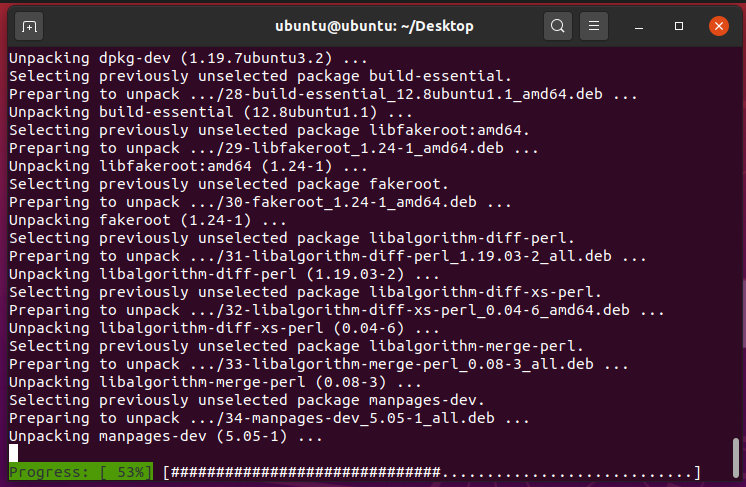 ubuntu@ubuntu: ~/Desktop
Unpacking dpkg-dev (1.19.7ubuntu3.2) ...
Selecting previously unselected package build-essential.
Preparing to unpack .../28-build-essential_12.8ubuntu1.1_amd64.deb ...
Unpacking build-essential (12.8ubuntu1.1) ...
Selecting previously unselected package libfakeroot:amd64.
Preparing to unpack .../29-libfakeroot_1.24-1_amd64.deb ...
Unpacking libfakeroot:amd64 (1.24-1) ...
Selecting previously unselected package fakeroot.
Preparing to unpack .../30-fakeroot_1.24-1_amd64.deb ...
Unpacking fakeroot (1.24-1) ...
Selecting previously unselected package libalgorithm-diff-perl.
Preparing to unpack .../31-libalgorithm-diff-perl_1.19.03-2_all.deb ...
Unpacking libalgorithm-diff-perl (1.19.03-2) ...
Selecting previously unselected package libalgorithm-diff-xs-perl.
Preparing to unpack .../32-libalgorithm-diff-xs-perl_0.04-6_amd64.deb ...
Unpacking libalgorithm-diff-xs-perl (0.04-6) ...
Selecting previously unselected package libalgorithm-merge-perl.
Preparing to unpack .../33-libalgorithm-merge-perl_0.08-3_all.deb ...
Unpacking libalgorithm-merge-perl (0.08-3) ...
Selecting previously unselected package manpages-dev.
Preparing to unpack .../34-manpages-dev_5.05-1_all.deb ...
Unpacking manpages-dev (5.05-1) ...
Progress: [ 53%] [##############################............................]